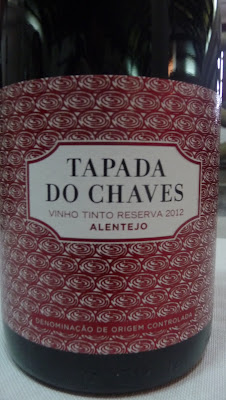 TAPADA
DO CHAVES
VINHO TINTO RESERVA 2012
ALENTEJO
DENOMINAÇÃO DE ORIGEM CONTROLADA